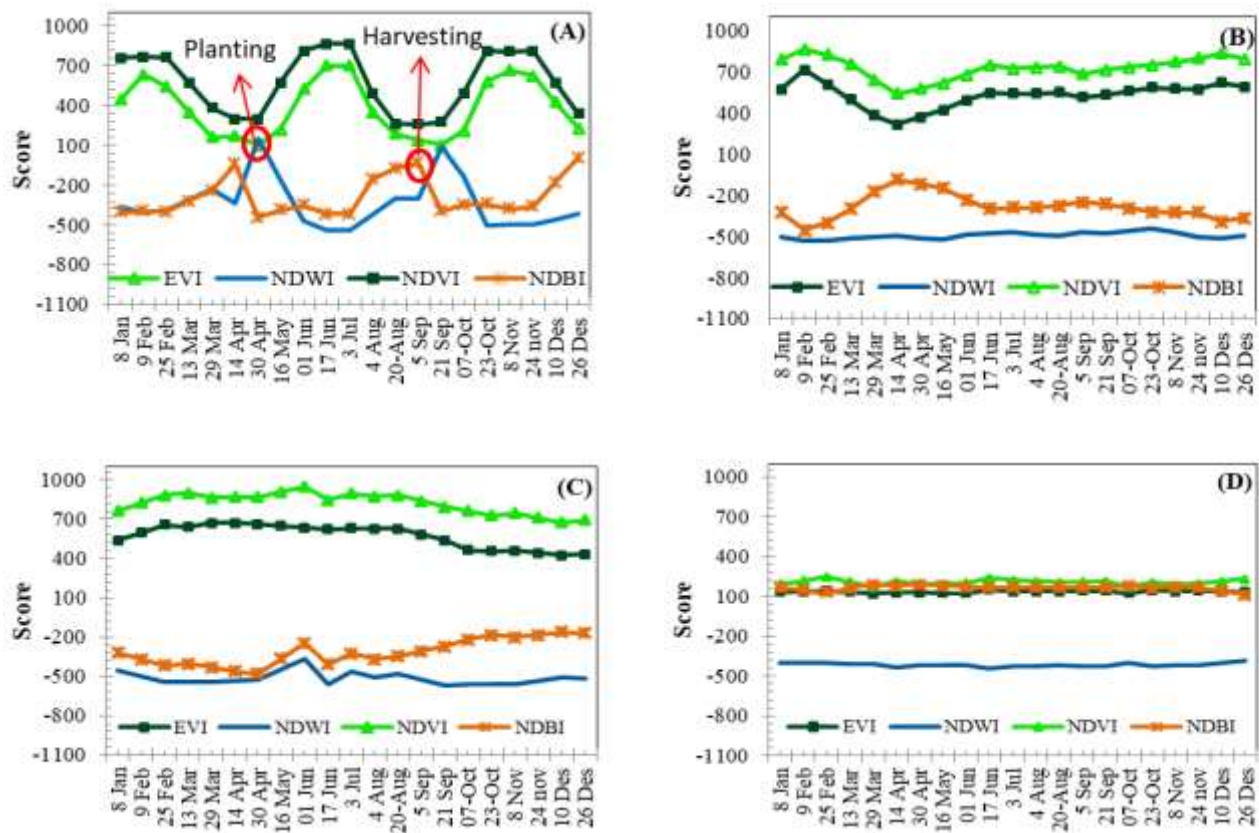 (A)
Planting
Harvesting
1000
700
400
100
-200
-500
-800
-1100
Score
EVI NDWI NDVI NDBI
8 Jan
9 Feb
25 Feb
13 Mar
29 Mar
14 Apr
30 Apr
16 May
01 Jun
17 Jun
3 Jul
4 Aug
20-Aug
5 Sep
21 Sep
07-Oct
23-Oct
8 Nov
24 nov
10 Des
26 Des
(B)
1000
700
400
100
-200
-500
-800
-1100
Score
EVI NDWI NDVI NDBI
8 Jan
9 Feb
25 Feb
13 Mar
29 Mar
14 Apr
30 Apr
16 May
01 Jun
17 Jun
3 Jul
4 Aug
20-Aug
5 Sep
21 Sep
07-Oct
23-Oct
8 Nov
24 nov
10 Des
26 Des
(C)
1000
700
400
100
-200
-500
-800
-1100
Score
EVI NDWI NDVI NDBI
8 Jan
9 Feb
25 Feb
13 Mar
29 Mar
14 Apr
30 Apr
16 May
01 Jun
17 Jun
3 Jul
4 Aug
20-Aug
5 Sep
21 Sep
07-Oct
23-Oct
8 Nov
24 nov
10 Des
26 Des
(D)
1000
700
400
100
-200
-500
-800
-1100
Score
EVI NDWI NDVI NDBI
8 Jan
9 Feb
25 Feb
13 Mar
29 Mar
14 Apr
30 Apr
16 May
01 Jun
17 Jun
3 Jul
4 Aug
20-Aug
5 Sep
21 Sep
07-Oct
23-Oct
8 Nov
24 nov
10 Des
26 Des